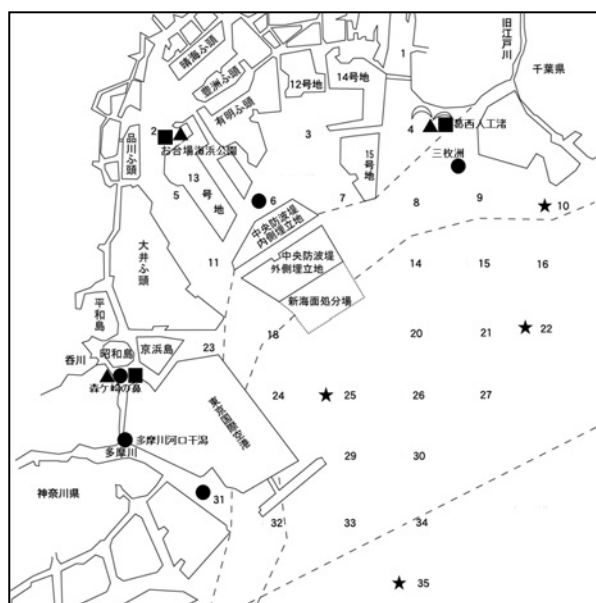 旧江戸川
千葉県
晴海ふ頭
豊洲ふ頭
有明ふ頭
12号地
14号地
1
2
お台場海浜公園
品川ふ頭
13
号地
5
3
4
葛西人工渚
三枚洲
15号地
6
7
8
9
10
中央防波堤
内側埋立地
中央防波堤
外側埋立地
新海面処分場
大井ふ頭
11
14
15
16
平和島
昭和島
京浜島
呑川
森ケ崎の鼻
18
20
21
22
23
24
25
26
27
東京国際空港
多摩川河口干潟
多摩川
神奈川県
29
30
31
32
33
34
35